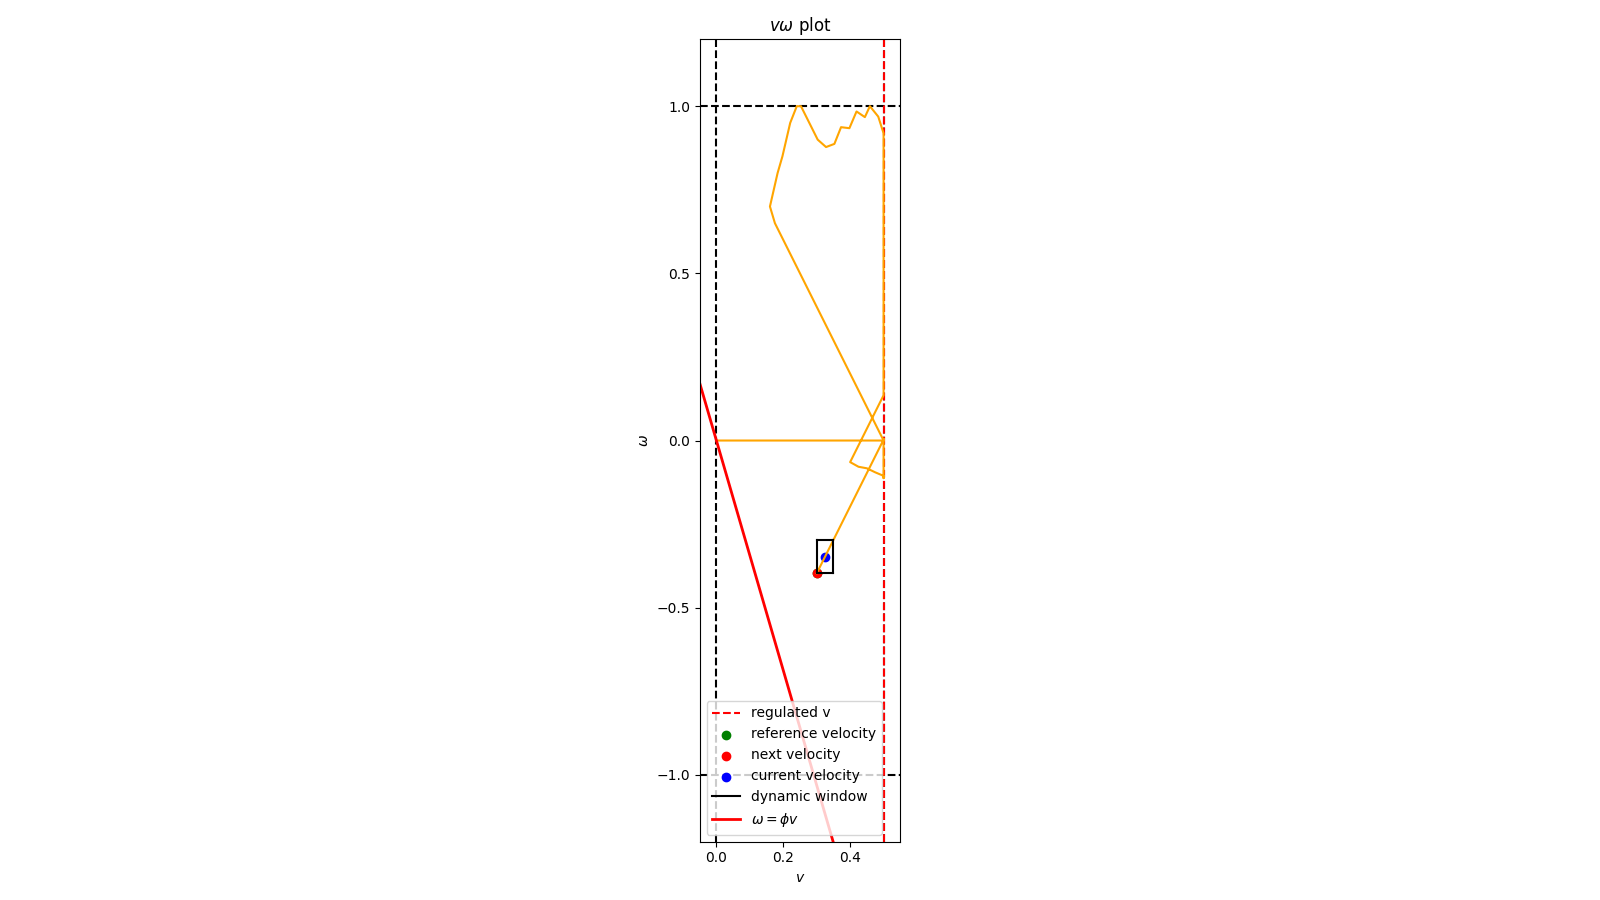 vω plot
1.0
0.5
0.0
−0.5
−1.0
ω
regulated v
reference velocity
next velocity
current velocity
dynamic window
ω = ϕv
0.0 0.2 0.4
v